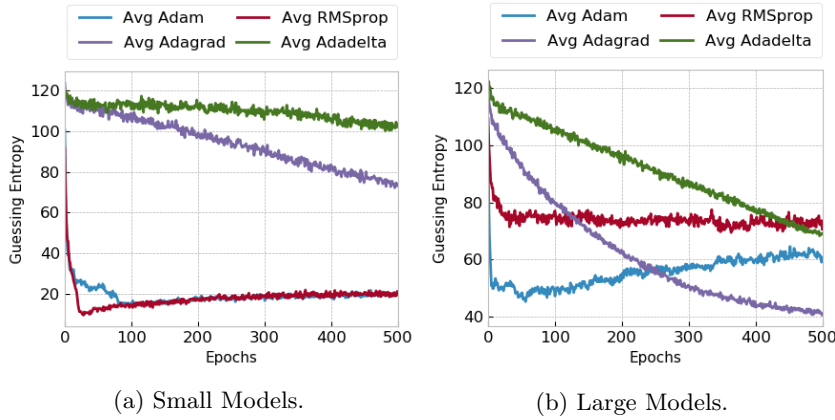 Avg Adam Avg RMSprop
Avg Adagrad Avg Adadelta
Guessing Entropy
120
100
80
60
40
20
0 100 200 300 400 500
Epochs
(a) Small Models.
Avg Adam Avg RMSprop
Avg Adagrad Avg Adadelta
Guessing Entropy
120
100
80
60
40
0 100 200 300 400 500
Epochs
(b) Large Models.